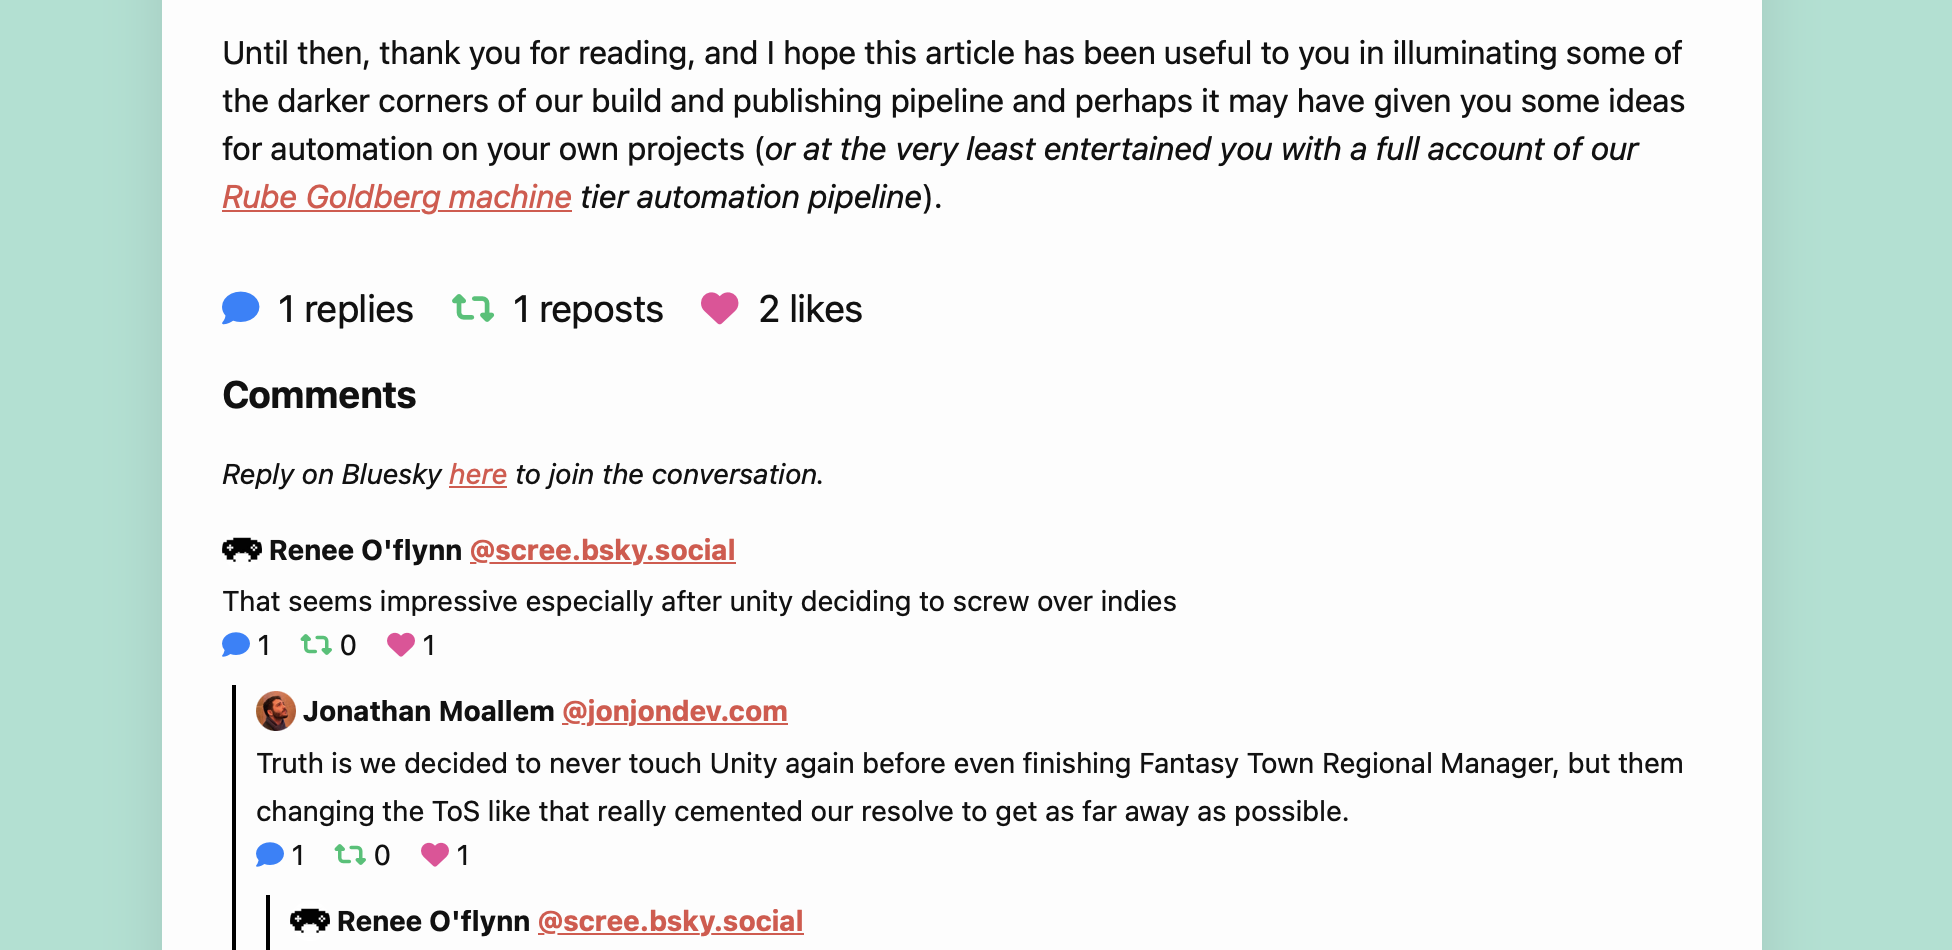 Until then, thank you for reading, and I hope this article has been useful to you in illuminating some of
the darker corners of our build and publishing pipeline and perhaps it may have given you some ideas
for automation on your own projects (or at the very least entertained you with a full account of our
Rube Goldberg machine tier automation pipeline).
1 replies 1 reposts 2 likes
Comments
Reply on Bluesky here to join the conversation.
Renee O'flynn @scree.bsky.social
That seems impressive especially after unity deciding to screw over indies
1 0 1
Jonathan Moallem @jonjondev.com
Truth is we decided to never touch Unity again before even finishing Fantasy Town Regional Manager, but them
changing the ToS like that really cemented our resolve to get as far away as possible.
1 0 1
Renee O'flynn @scree.bsky.social